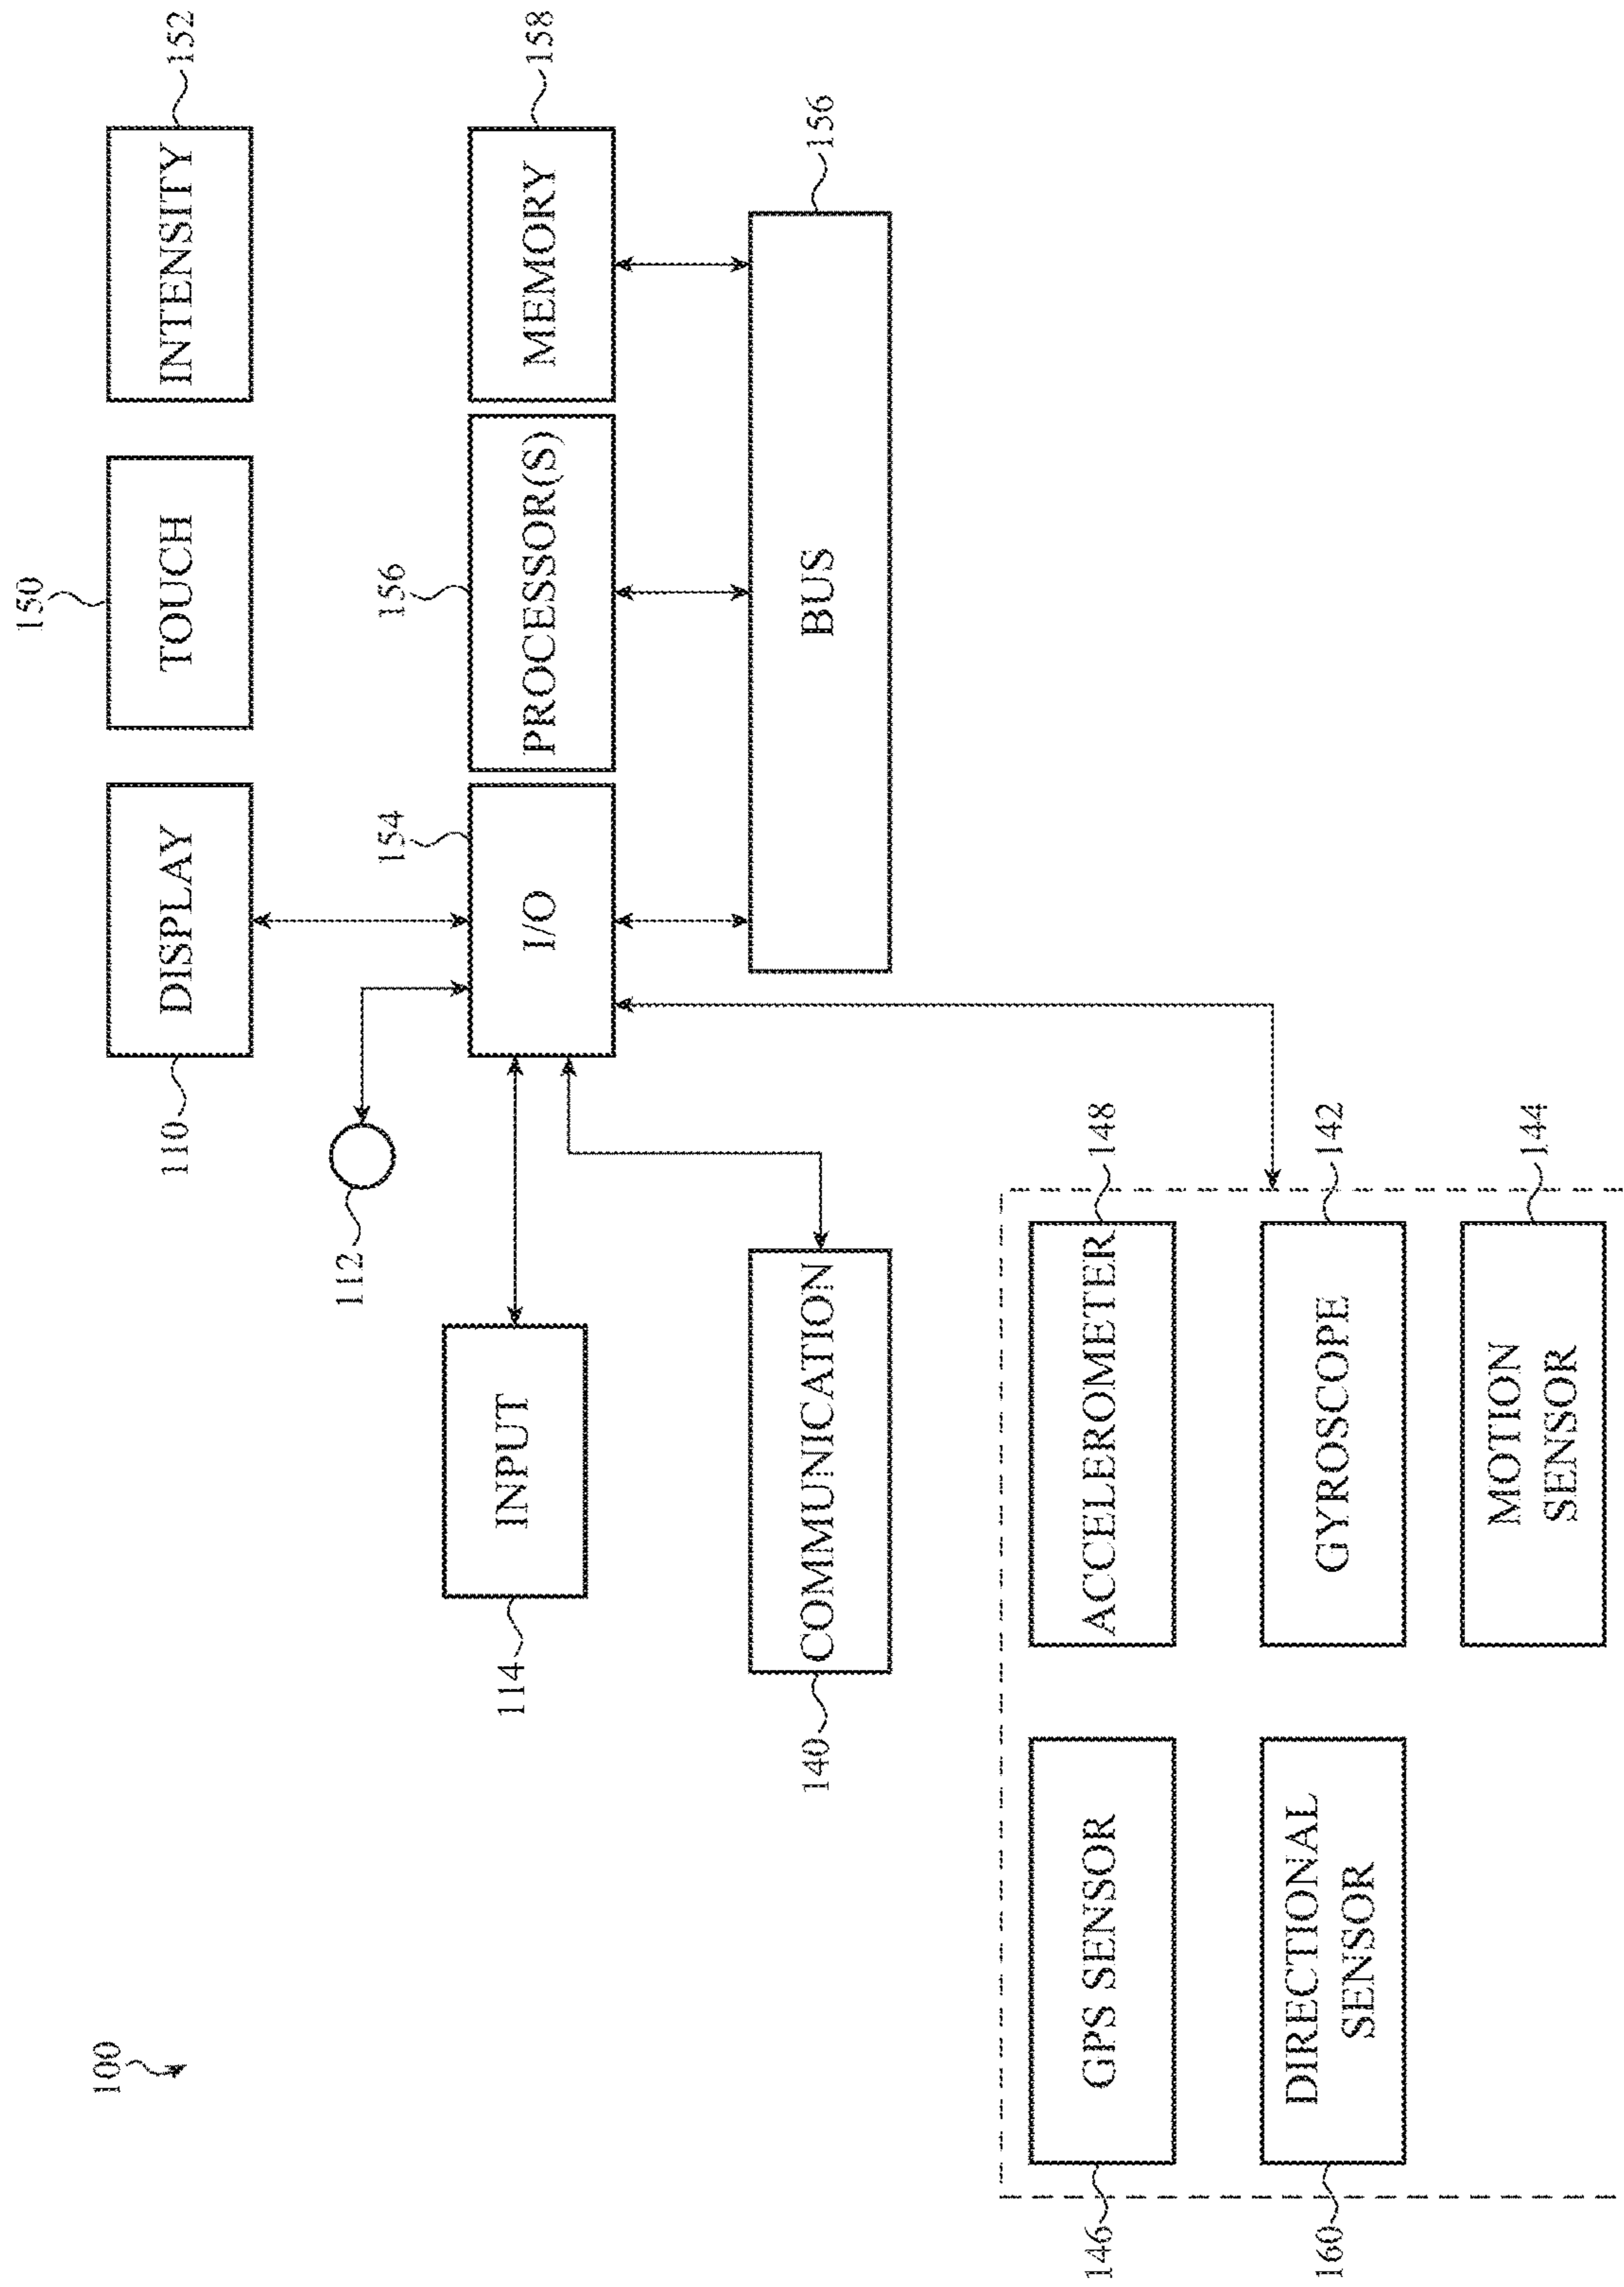 150
100
110
DISPLAY
TOUCH
INTENSITY
152
112
154
156
114
INPUT
I/O
PROCESSOR(S)
MEMORY
158
140
COMMUNICATION
BUS
156
146
GPS SENSOR
ACCELEROMETER
148
160
DIRECTIONAL
SENSOR
GYROSCOPE
142
MOTION
SENSOR
144